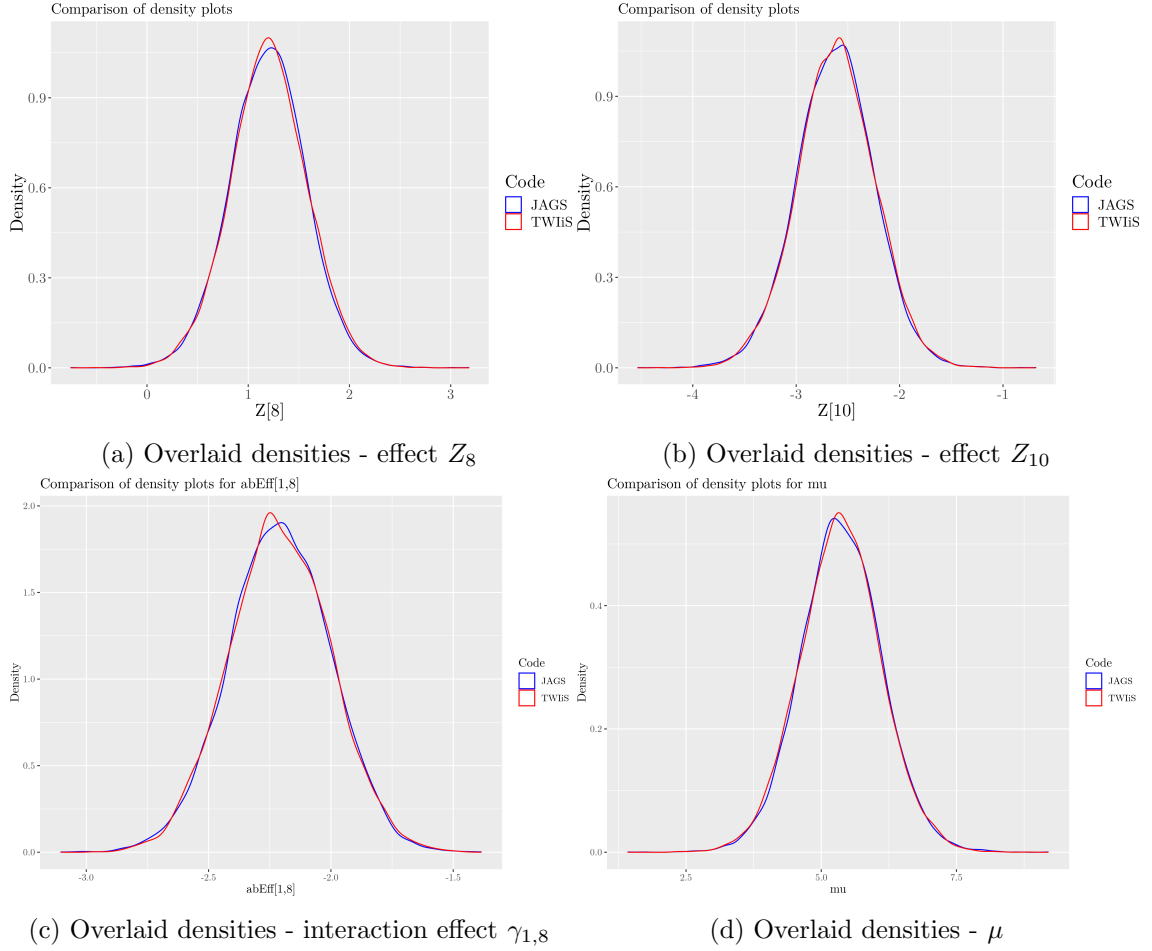 Comparison of density plots
Density
0.9
0.6
0.3
0.0
0
1
2
3
Z[8]
Code
JAGS
TWIiS
(a) Overlaid densities - effect Z₈
Comparison of density plots
Density
0.9
0.6
0.3
0.0
-4
-3
-2
-1
Z[10]
Code
JAGS
TWIiS
(b) Overlaid densities - effect Z₁₀
Comparison of density plots for abEff[1,8]
Density
2.0
1.5
1.0
0.5
0.0
-3.0
-2.5
-2.0
-1.5
abEff[1,8]
Code
JAGS
TWIiS
(c) Overlaid densities - interaction effect γ₁,₈
Comparison of density plots for mu
Density
0.4
0.2
0.0
2.5
5.0
7.5
mu
Code
JAGS
TWIiS
(d) Overlaid densities - μ